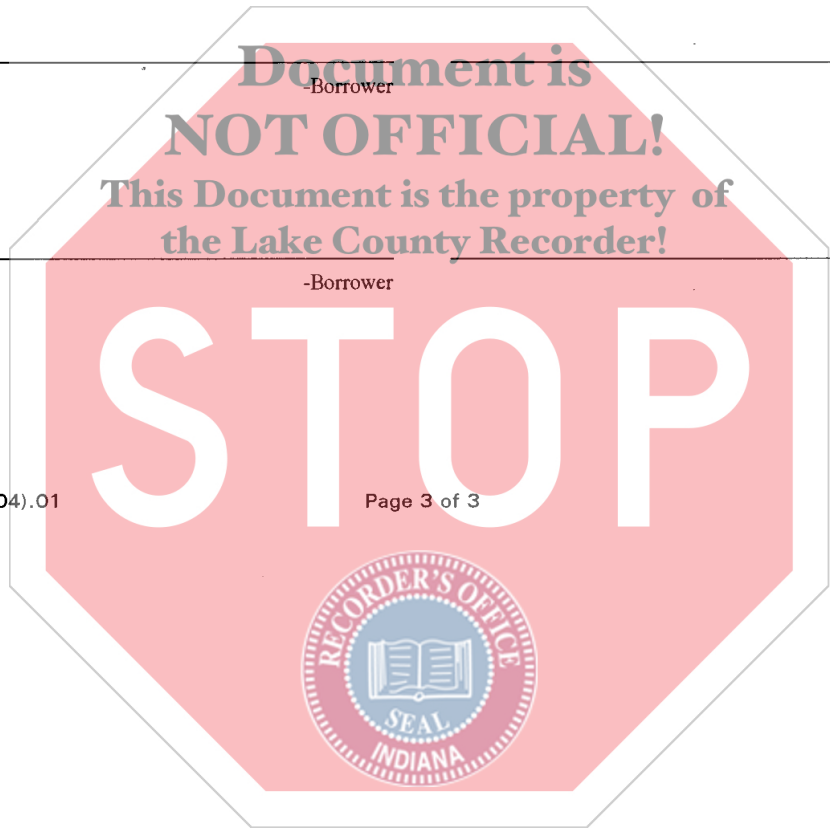 Document is
-Borrower
NOT OFFICIAL!
This Document is the property of
the Lake County Recorder!
-Borrower
STOP
04).01
Page 3 of 3
RECORDER'S OFFICE
SEAL
INDIANA